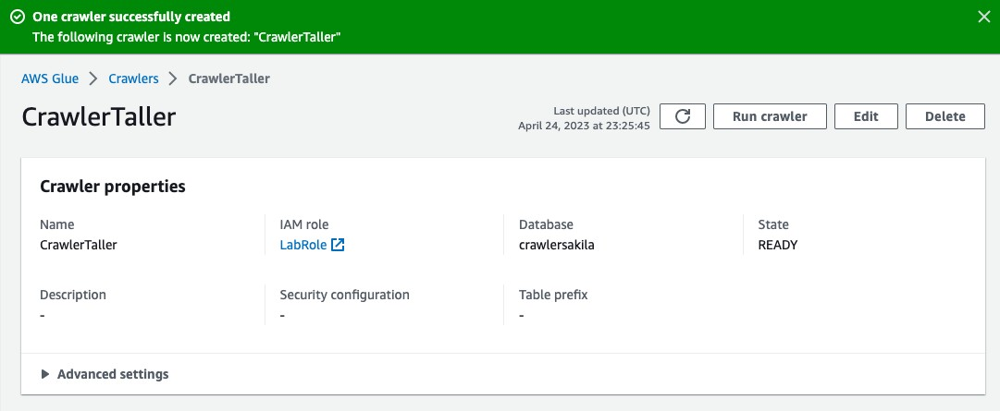 One crawler successfully created
The following crawler is now created: "CrawlerTaller"
AWS Glue > Crawlers > CrawlerTaller
CrawlerTaller
Last updated (UTC)
April 24, 2023 at 23:25:45
Run crawler
Edit
Delete
Crawler properties
Name
CrawlerTaller
IAM role
LabRole
Database
crawlersakila
State
READY
Description
-
Security configuration
-
Table prefix
-
Advanced settings